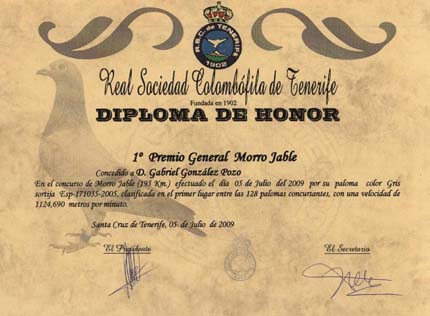 R.S.C. de TENERIFE
1902
Real Sociedad Colombófila de Tenerife
Fundada en 1902
DIPLOMA DE HONOR
1º Premio General Morro Jable
Concedido a D. Gabriel González Pozo
En el concurso de Morro Jable (195 Km.) efectuado el dia 05 de Julio del 2009 por su paloma color Gris
sortija Esp-171035-2005, clasificada en el primer lugar entre las 128 palomas concursantes, con una velocidad de
1124,690 metros por minuto.
Santa Cruz de Tenerife, 05- de Julio de 2009
El Presidente
El Secretario